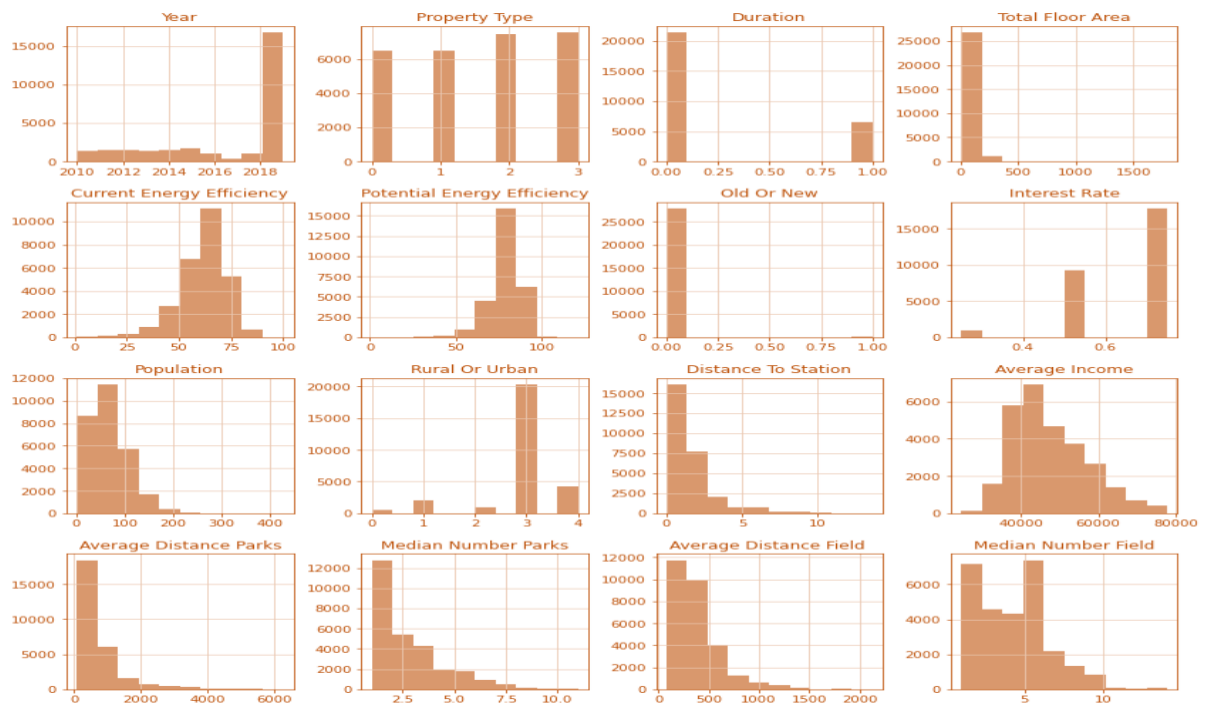 Year
Property Type
Duration
Total Floor Area
15000
10000
5000
0
2010 2012 2014 2016 2018
6000
4000
2000
0
0 1 2 3
20000
15000
10000
5000
0
0.00 0.25 0.50 0.75 1.00
25000
20000
15000
10000
5000
0
0 500 1000 1500
Current Energy Efficiency
Potential Energy Efficiency
Old Or New
Interest Rate
10000
8000
6000
4000
2000
0
0 25 50 75 100
15000
12500
10000
7500
5000
2500
0
0 50 100
25000
20000
15000
10000
5000
0
0.00 0.25 0.50 0.75 1.00
15000
10000
5000
0
0.4 0.6
Population
Rural Or Urban
Distance To Station
Average Income
12000
10000
8000
6000
4000
2000
0
0 100 200 300 400
20000
15000
10000
5000
0
0 1 2 3 4
15000
12500
10000
7500
5000
2500
0
0 5 10
6000
4000
2000
0
40000 60000 80000
Average Distance Parks
Median Number Parks
Average Distance Field
Median Number Field
15000
10000
5000
0
0 2000 4000 6000
12000
10000
8000
6000
4000
2000
0
2.5 5.0 7.5 10.0
12000
10000
8000
6000
4000
2000
0
0 500 1000 1500 2000
6000
4000
2000
0
5 10